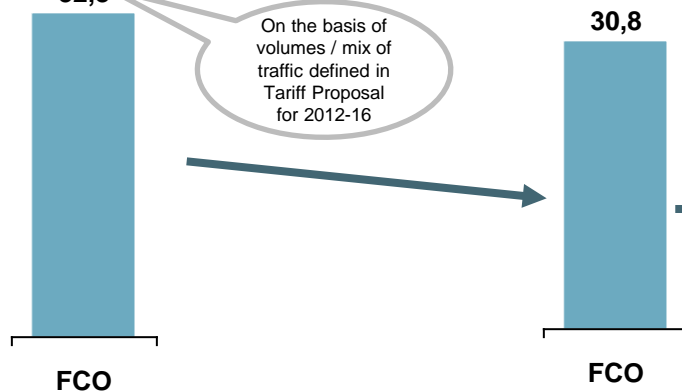 On the basis of
volumes / mix of
traffic defined in
Tariff Proposal
for 2012-16
30,8
FCO
FCO